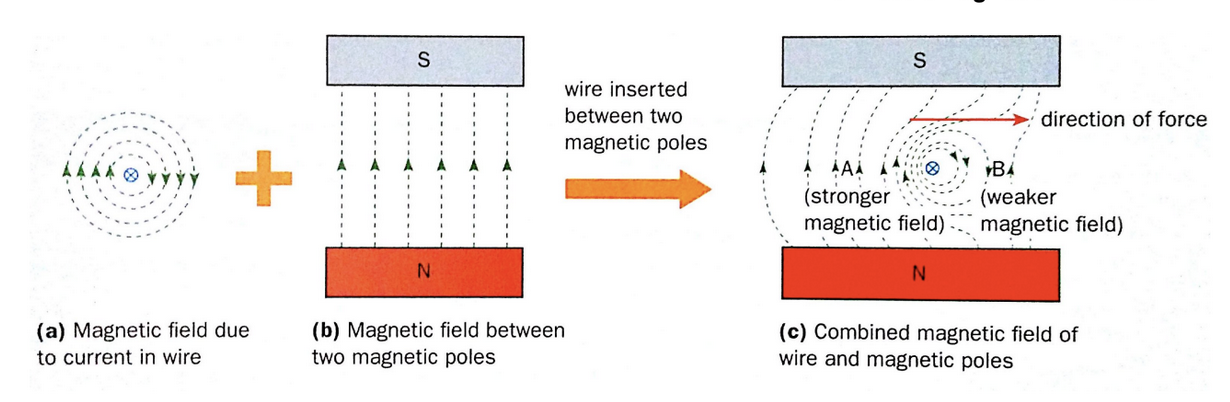 S
N
(a) Magnetic field due
to current in wire
(b) Magnetic field between
two magnetic poles
wire inserted
between two
magnetic poles
S
direction of force
A
B
(stronger
magnetic field)
(weaker
magnetic field)
N
(c) Combined magnetic field of
wire and magnetic poles